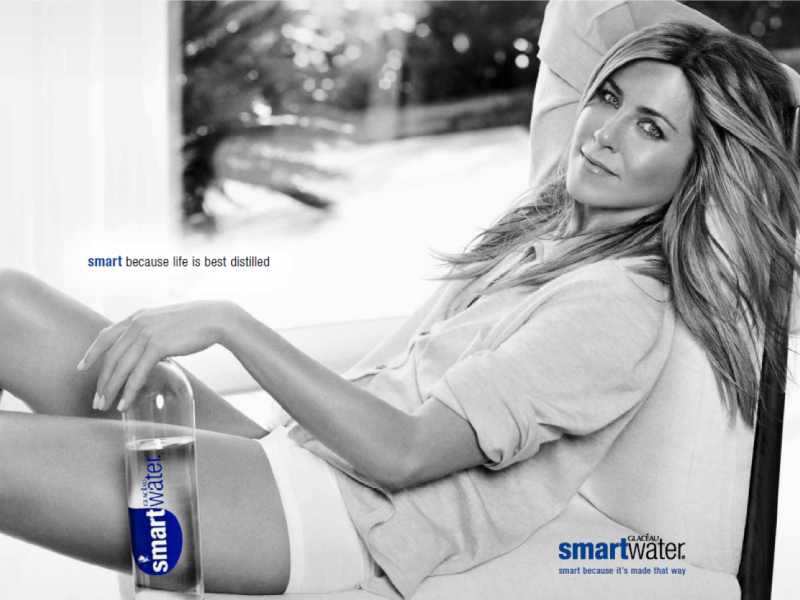 smart because life is best distilled
GLACÉAU
smartwater
GLACÉAU
smartwater
smart because it's made that way